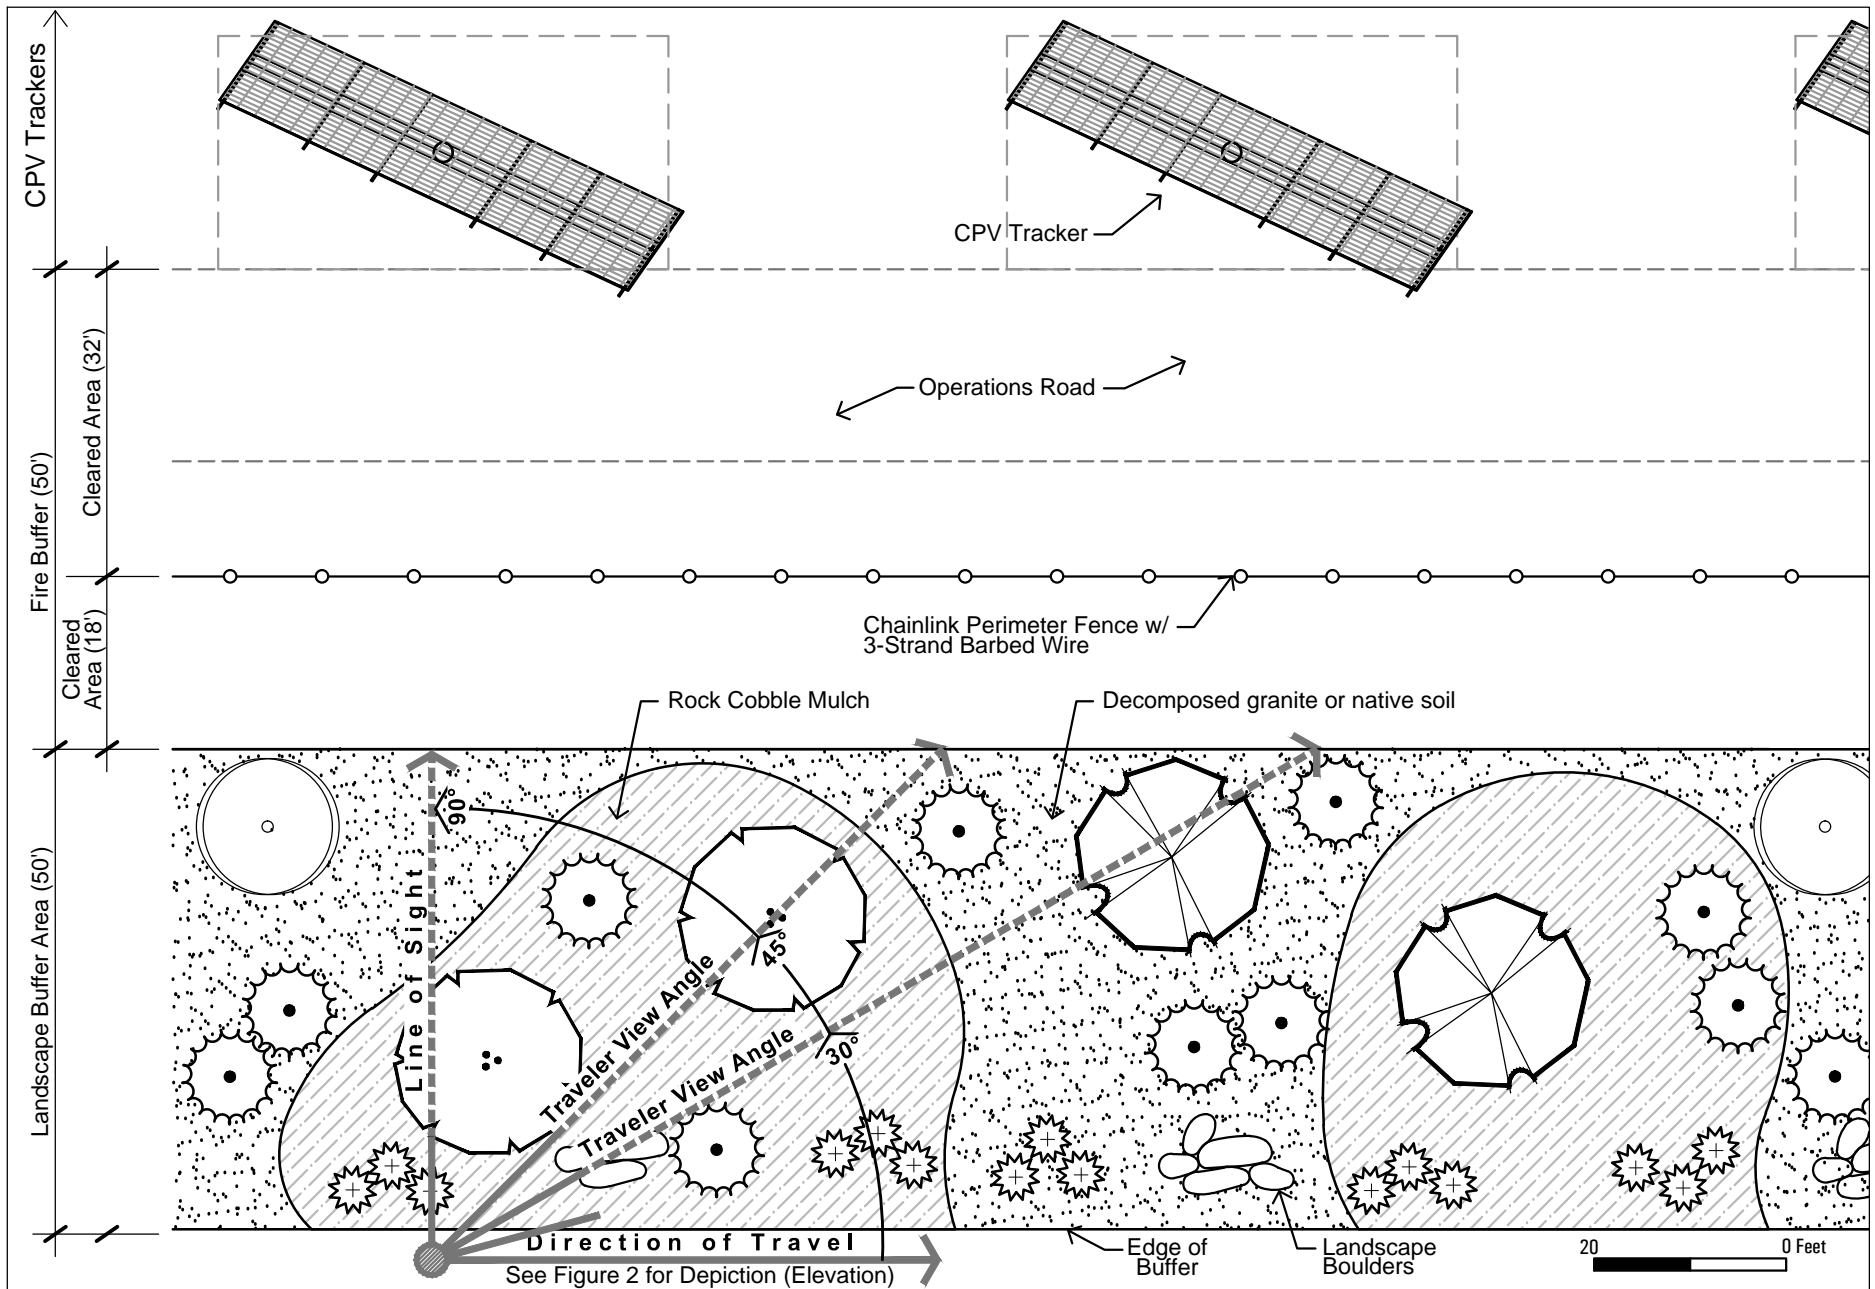 CPV Trackers
CPV Tracker
Cleared Area (32')
Operations Road
Fire Buffer (50')
Chainlink Perimeter Fence w/
3-Strand Barbed Wire
Cleared
Area (18')
Rock Cobble Mulch
Decomposed granite or native soil
90°
Line of Sight
45°
Traveler View Angle
30°
Traveler View Angle
Landscape Buffer Area (50')
Direction of Travel
See Figure 2 for Depiction (Elevation)
Edge of
Buffer
Landscape
Boulders
20 0 Feet